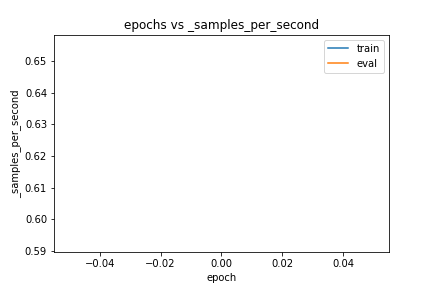 epochs vs _samples_per_second
train
eval
0.65
0.64
0.63
0.62
0.61
0.60
0.59
_samples_per_second
−0.04
−0.02
0.00
0.02
0.04
epoch